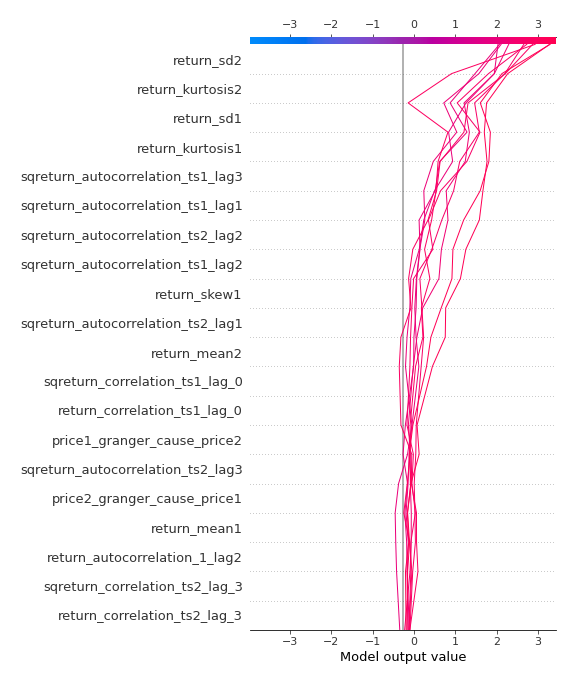 −3 −2 −1 0 1 2 3
return_sd2
return_kurtosis2
return_sd1
return_kurtosis1
sqreturn_autocorrelation_ts1_lag3
sqreturn_autocorrelation_ts1_lag1
sqreturn_autocorrelation_ts2_lag2
sqreturn_autocorrelation_ts1_lag2
return_skew1
sqreturn_autocorrelation_ts2_lag1
return_mean2
sqreturn_correlation_ts1_lag_0
return_correlation_ts1_lag_0
price1_granger_cause_price2
sqreturn_autocorrelation_ts2_lag3
price2_granger_cause_price1
return_mean1
return_autocorrelation_1_lag2
sqreturn_correlation_ts2_lag_3
return_correlation_ts2_lag_3
−3 −2 −1 0 1 2 3
Model output value